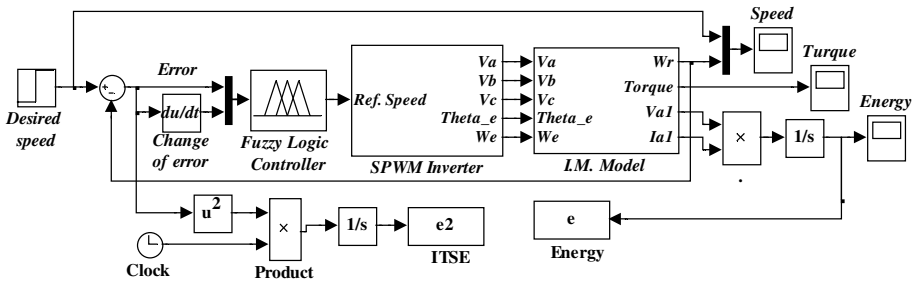 Speed
Turque
Energy
Error
+
-
du/dt
Change
of error
Desired
speed
Fuzzy Logic
Controller
Ref. Speed
Va
Vb
Vc
Theta_e
We
SPWM Inverter
Va
Vb
Vc
Theta_e
We
Wr
Torque
Va1
Ia1
I.M. Model
×
1/s
u2
Clock
×
Product
1/s
e2
ITSE
e
Energy